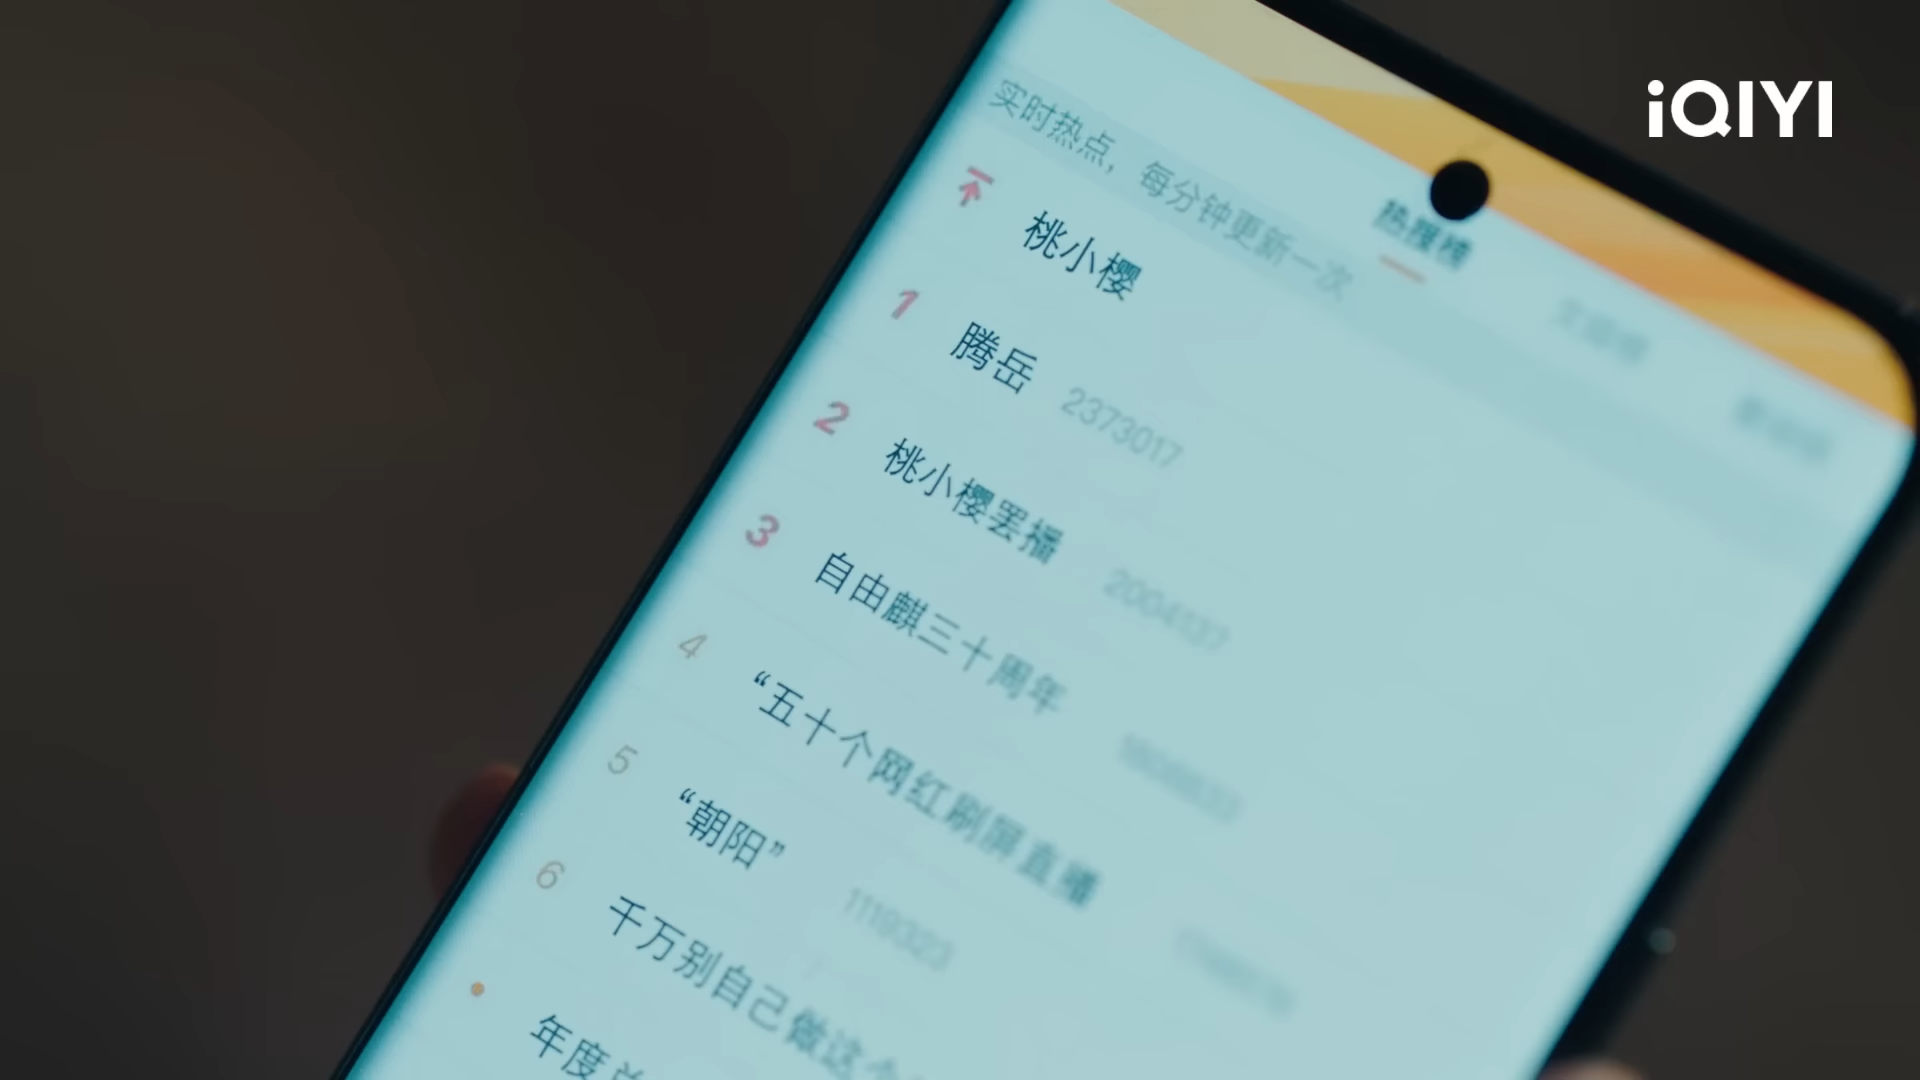 iQIYI
热搜榜
实时热点，每分钟更新一次
桃小樱
1 腾岳 2373017
2 桃小樱罢播 2004137
3 自由麒三十周年
4 “五十个网红刷屏直播
5 “朝阳” 1119323
6 千万别自己做这个
年度